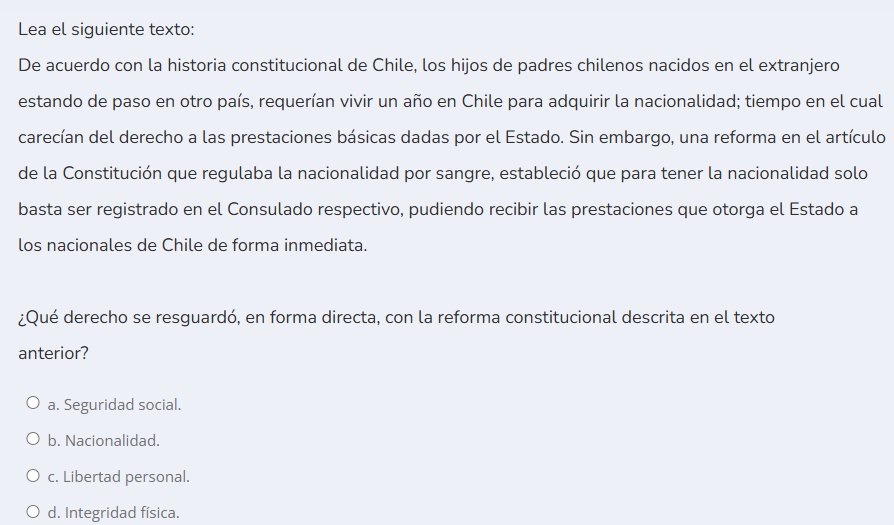 Lea el siguiente texto:
De acuerdo con la historia constitucional de Chile, los hijos de padres chilenos nacidos en el extranjero
estando de paso en otro país, requerían vivir un año en Chile para adquirir la nacionalidad; tiempo en el cual
carecían del derecho a las prestaciones básicas dadas por el Estado. Sin embargo, una reforma en el artículo
de la Constitución que regulaba la nacionalidad por sangre, estableció que para tener la nacionalidad solo
basta ser registrado en el Consulado respectivo, pudiendo recibir las prestaciones que otorga el Estado a
los nacionales de Chile de forma inmediata.
¿Qué derecho se resguardó, en forma directa, con la reforma constitucional descrita en el texto
anterior?
a. Seguridad social.
b. Nacionalidad.
c. Libertad personal.
d. Integridad física.